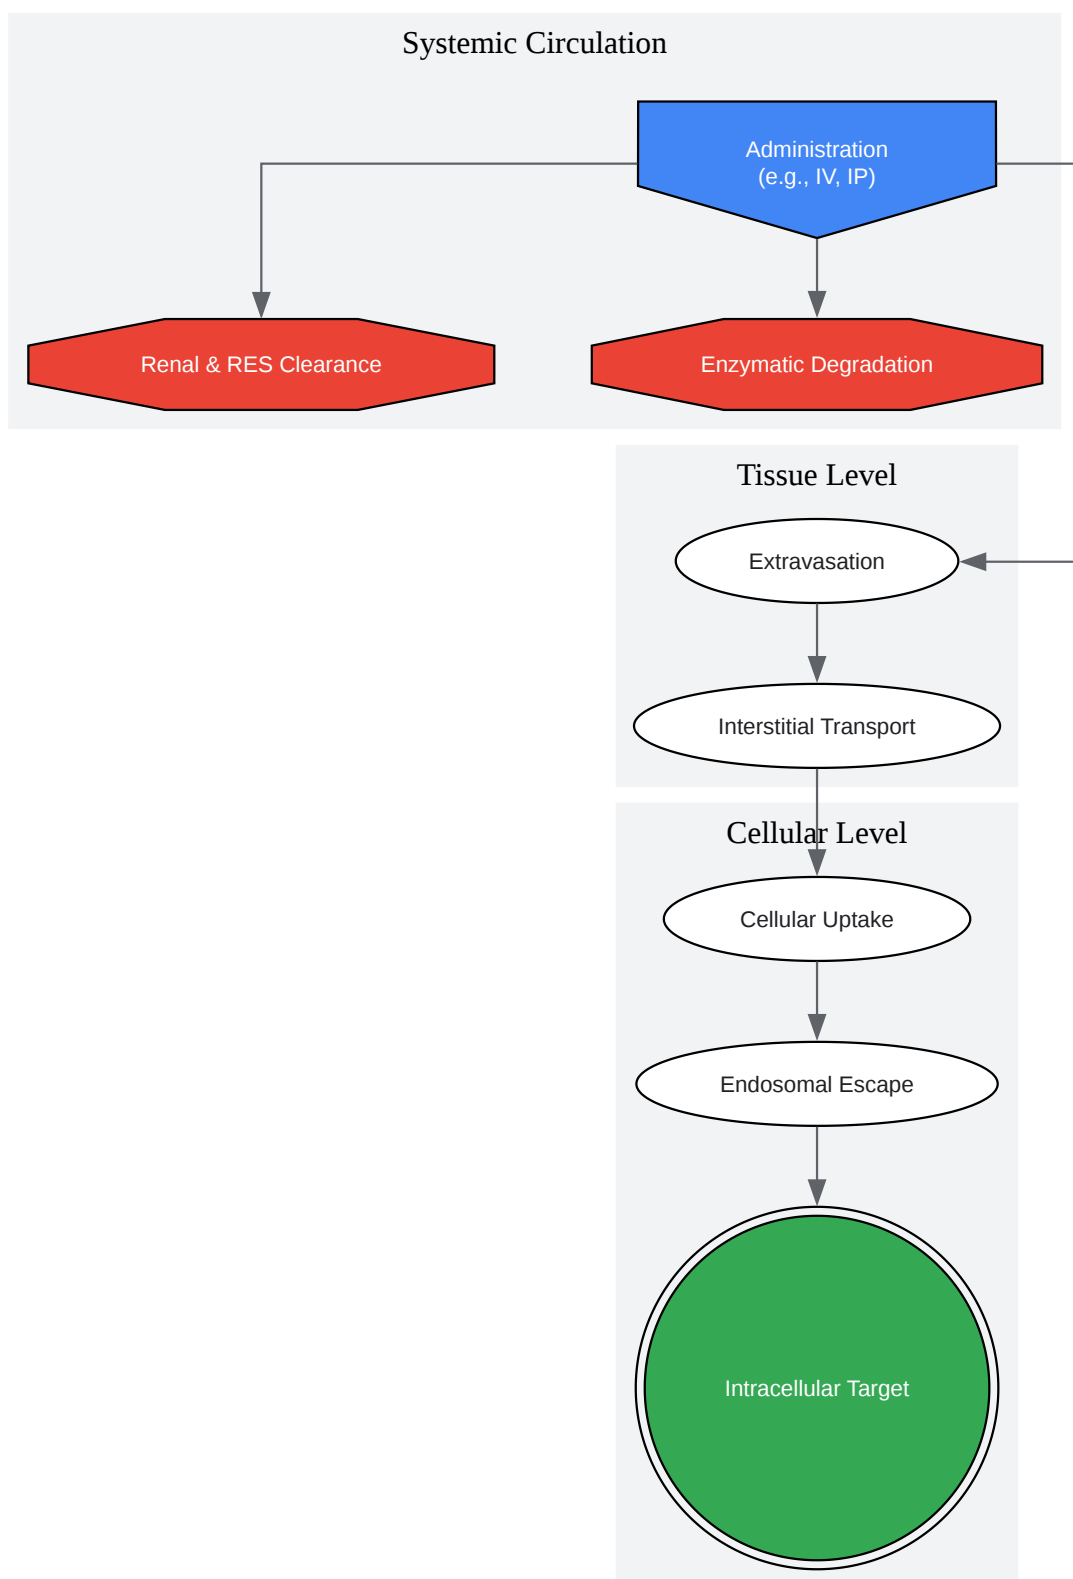 Systemic Circulation
Administration
(e.g., IV, IP)
Renal & RES Clearance
Enzymatic Degradation
Tissue Level
Extravasation
Interstitial Transport
Cellular Level
Cellular Uptake
Endosomal Escape
Intracellular Target